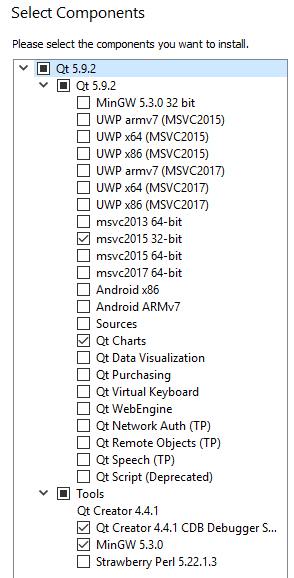 Select Components
Please select the components you want to install.
Qt 5.9.2
Qt 5.9.2
MinGW 5.3.0 32 bit
UWP armv7 (MSVC2015)
UWP x64 (MSVC2015)
UWP x86 (MSVC2015)
UWP armv7 (MSVC2017)
UWP x64 (MSVC2017)
UWP x86 (MSVC2017)
msvc2013 64-bit
msvc2015 32-bit
msvc2015 64-bit
msvc2017 64-bit
Android x86
Android ARMv7
Sources
Qt Charts
Qt Data Visualization
Qt Purchasing
Qt Virtual Keyboard
Qt WebEngine
Qt Network Auth (TP)
Qt Remote Objects (TP)
Qt Speech (TP)
Qt Script (Deprecated)
Tools
Qt Creator 4.4.1
Qt Creator 4.4.1 CDB Debugger S...
MinGW 5.3.0
Strawberry Perl 5.22.1.3